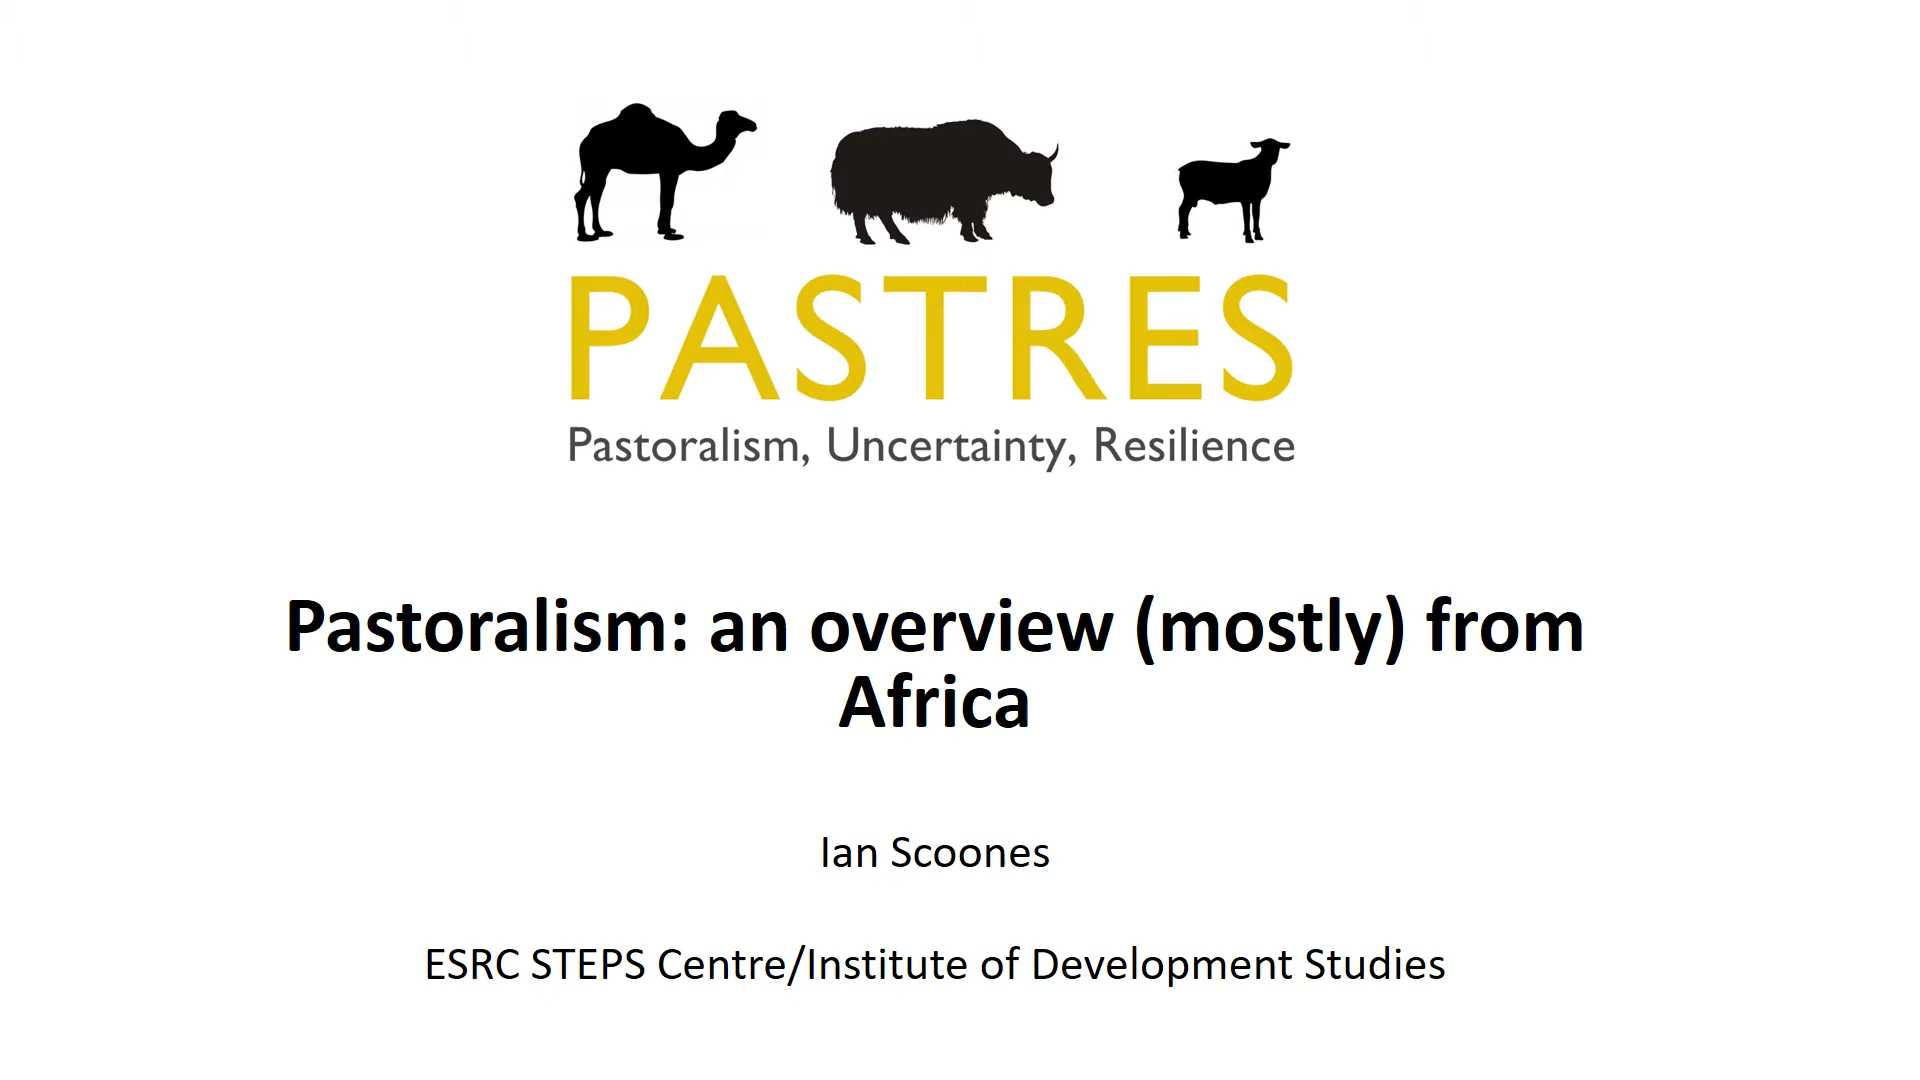 PASTRES
Pastoralism, Uncertainty, Resilience
Pastoralism: an overview (mostly) from
Africa
Ian Scoones
ESRC STEPS Centre/Institute of Development Studies